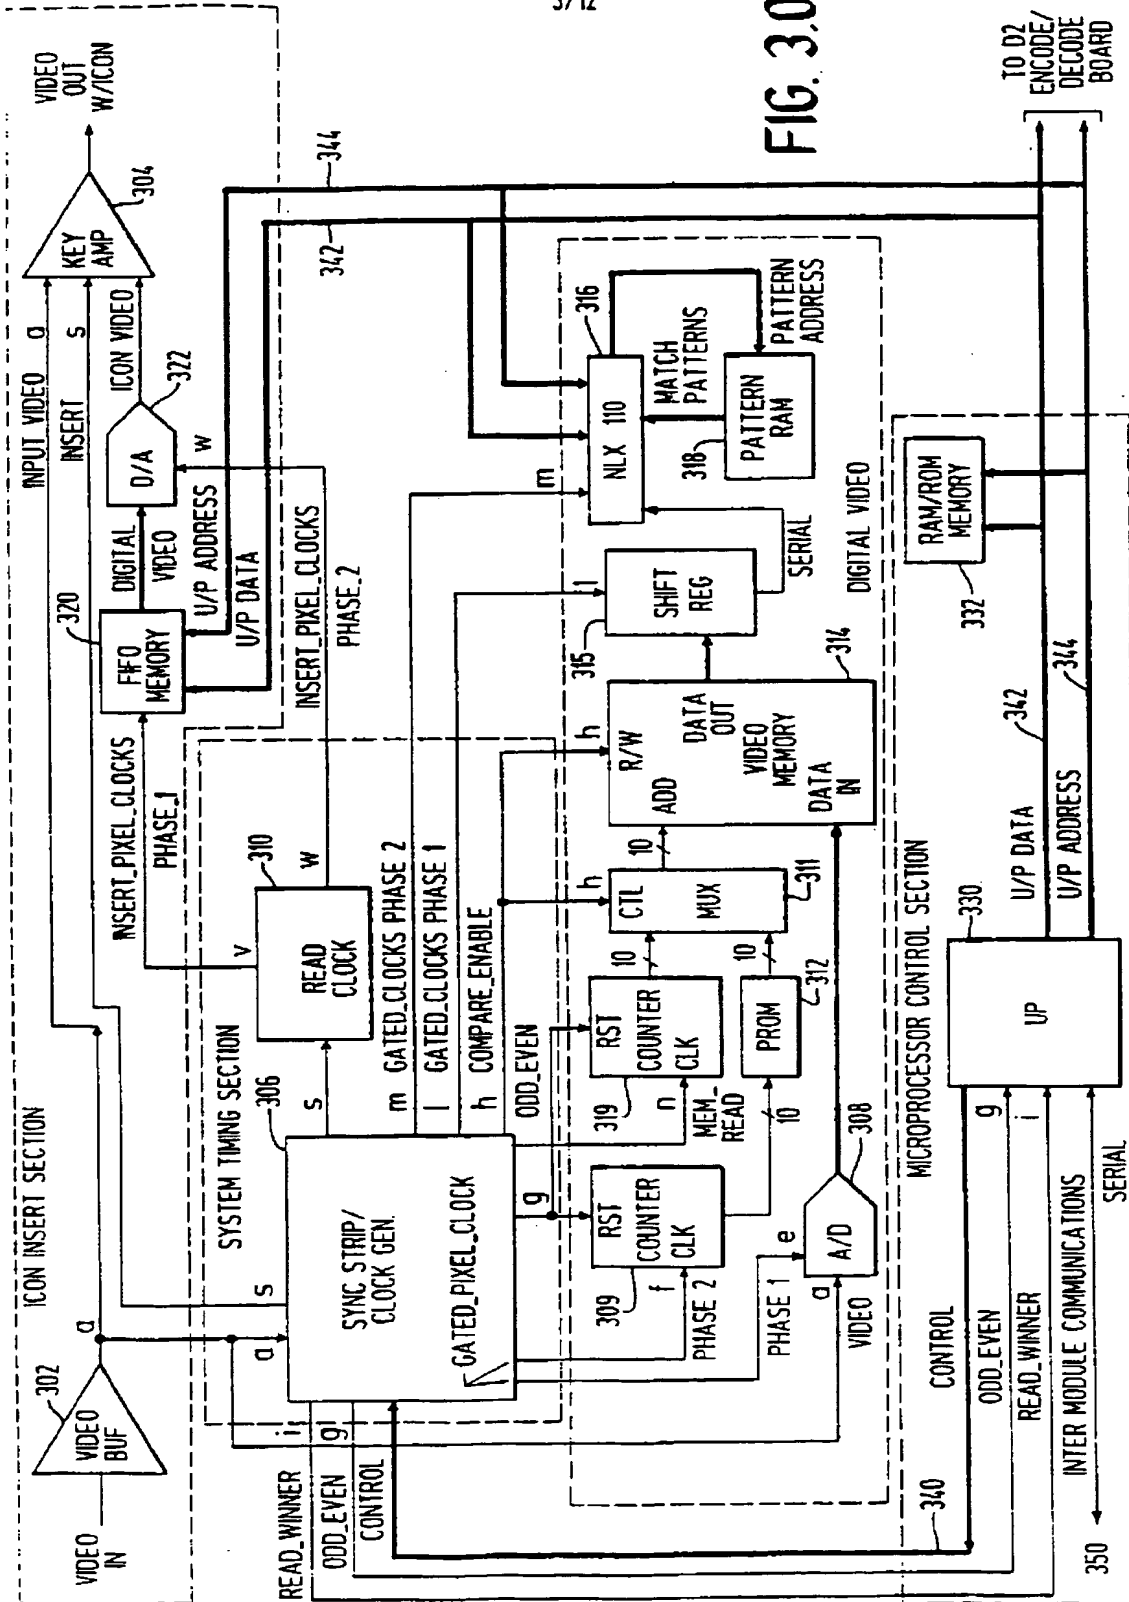 3/12
FIG. 3.0
ICON INSERT SECTION
VIDEO
IN
VIDEO
BUF
302
a
INPUT VIDEO
a
INSERT
s
ICON VIDEO
KEY
AMP
304
VIDEO
OUT
W/ICON
320
FIFO
MEMORY
DIGITAL
VIDEO
D/A
322
w
U/P ADDRESS
U/P DATA
342
344
INSERT_PIXEL_CLOCKS
PHASE_1
INSERT_PIXEL_CLOCKS
PHASE_2
SYSTEM TIMING SECTION
306
s
a
SYNC STRIP/
CLOCK GEN.
GATED_PIXEL_CLOCK
s
v
READ
CLOCK
310
w
m GATED_CLOCKS PHASE 2
l GATED_CLOCKS PHASE 1
h COMPARE_ENABLE
ODD_EVEN
g
i
g
READ_WINNER
ODD_EVEN
CONTROL
RST
COUNTER
CLK
309
f
PHASE 2
PHASE 1
e
a
VIDEO
A/D
308
RST
COUNTER
CLK
319
n
MEM_
READ
10
PROM
312
10
10
CTL
MUX
h
311
10
h
R/W
ADD
DATA
OUT
VIDEO
MEMORY
DATA
IN
314
SHIFT
REG
l
315
SERIAL
m
NLX 110
316
MATCH
PATTERNS
PATTERN
RAM
318
PATTERN
ADDRESS
DIGITAL VIDEO
MICROPROCESSOR CONTROL SECTION
RAM/ROM
MEMORY
332
330
UP
U/P DATA
U/P ADDRESS
342
344
TO D2
ENCODE/
DECODE
BOARD
CONTROL
ODD_EVEN
g
READ_WINNER
i
INTER MODULE COMMUNICATIONS
SERIAL
340
350